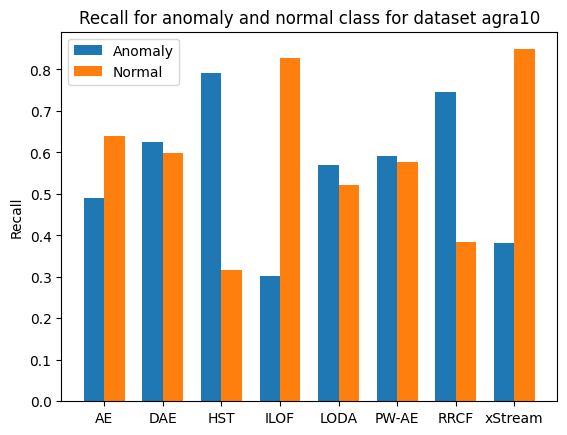 Recall for anomaly and normal class for dataset agra10
Anomaly
Normal
Recall
0.8
0.7
0.6
0.5
0.4
0.3
0.2
0.1
0.0
AE DAE HST ILOF LODA PW-AE RRCF xStream